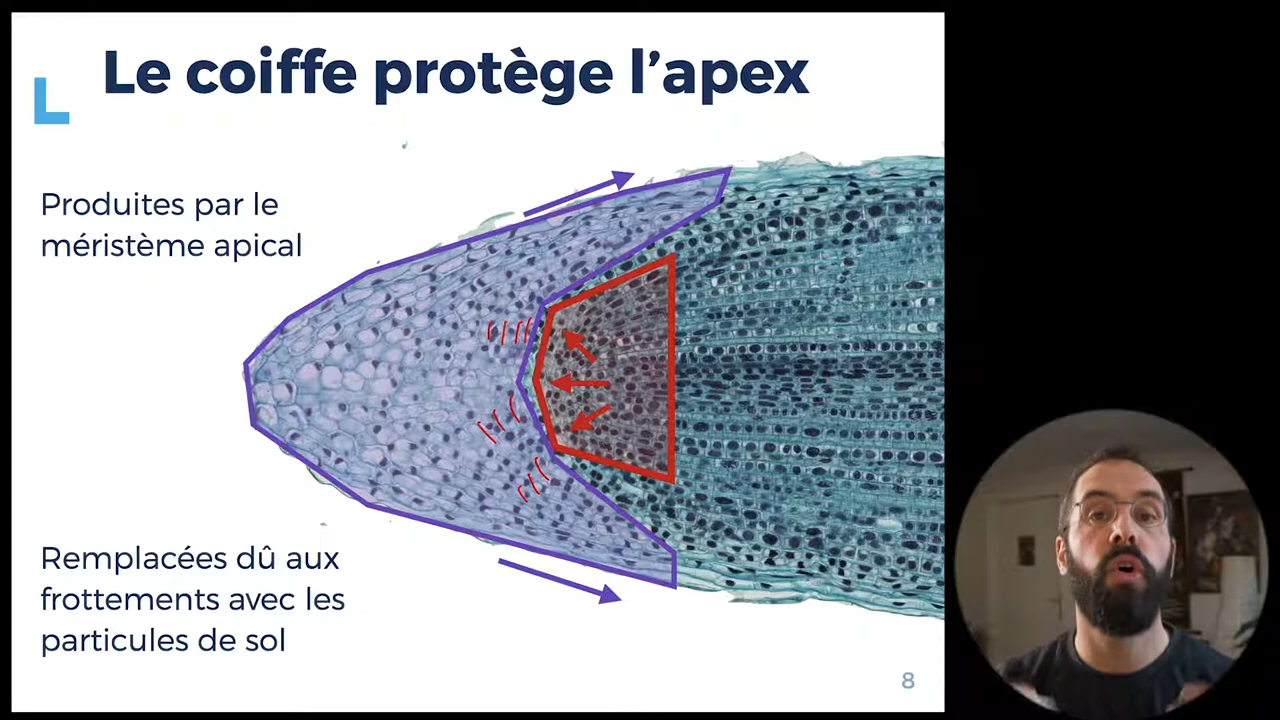 Le coiffe protège l’apex
Produites par le
méristème apical
Remplacées dû aux
frottements avec les
particules de sol
8